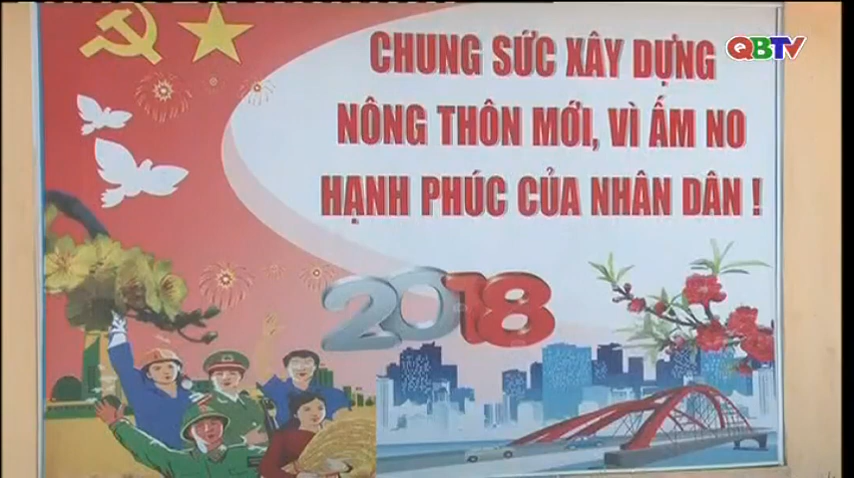 QBTV
CHUNG SỨC XÂY DỰNG
NÔNG THÔN MỚI, VÌ ẤM NO
HẠNH PHÚC CỦA NHÂN DÂN !
2018